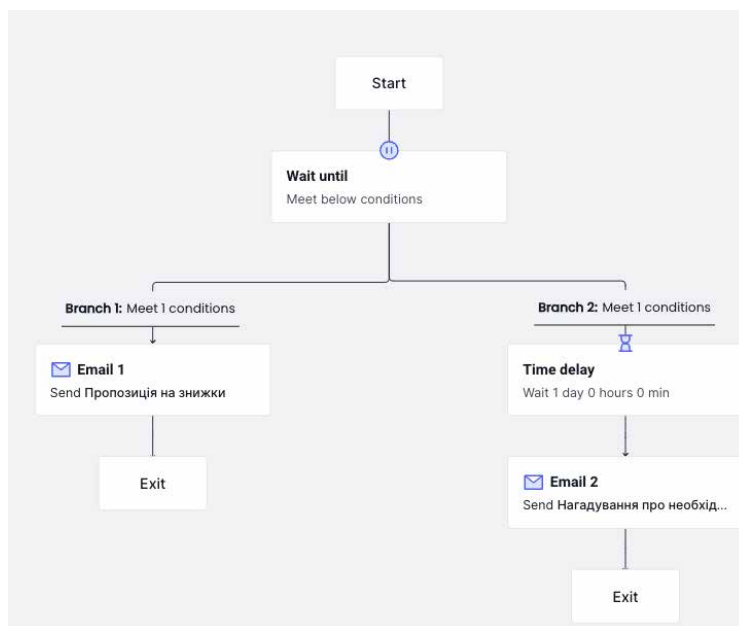 Start
Wait until
Meet below conditions
Branch 1: Meet 1 conditions
Branch 2: Meet 1 conditions
Email 1
Send Пропозиція на знижки
Time delay
Wait 1 day 0 hours 0 min
Exit
Email 2
Send Нагадування про необхід...
Exit